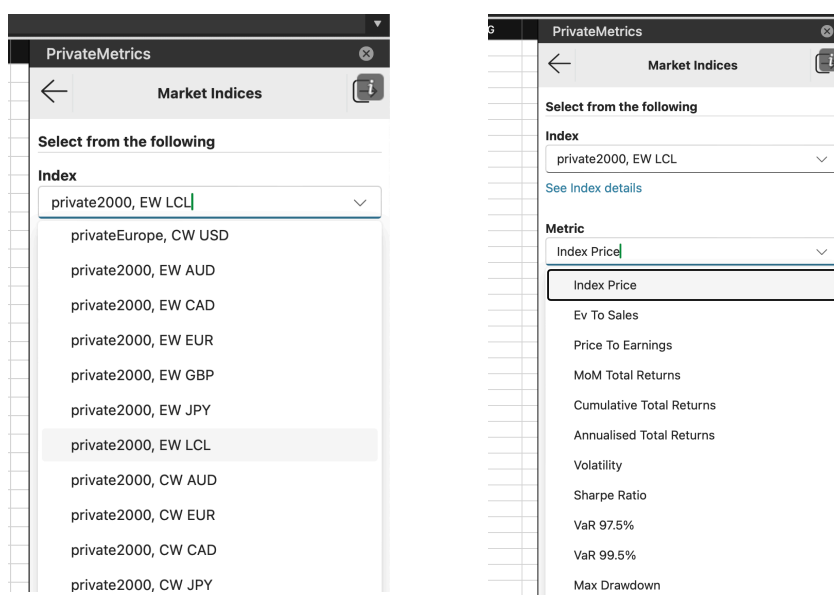 PrivateMetrics
Market Indices
i
Select from the following
Index
private2000, EW LCL
privateEurope, CW USD
private2000, EW AUD
private2000, EW CAD
private2000, EW EUR
private2000, EW GBP
private2000, EW JPY
private2000, EW LCL
private2000, CW AUD
private2000, CW EUR
private2000, CW CAD
private2000, CW JPY
G
PrivateMetrics
Market Indices
i
Select from the following
Index
private2000, EW LCL
See Index details
Metric
Index Price
Index Price
Ev To Sales
Price To Earnings
MoM Total Returns
Cumulative Total Returns
Annualised Total Returns
Volatility
Sharpe Ratio
VaR 97.5%
VaR 99.5%
Max Drawdown